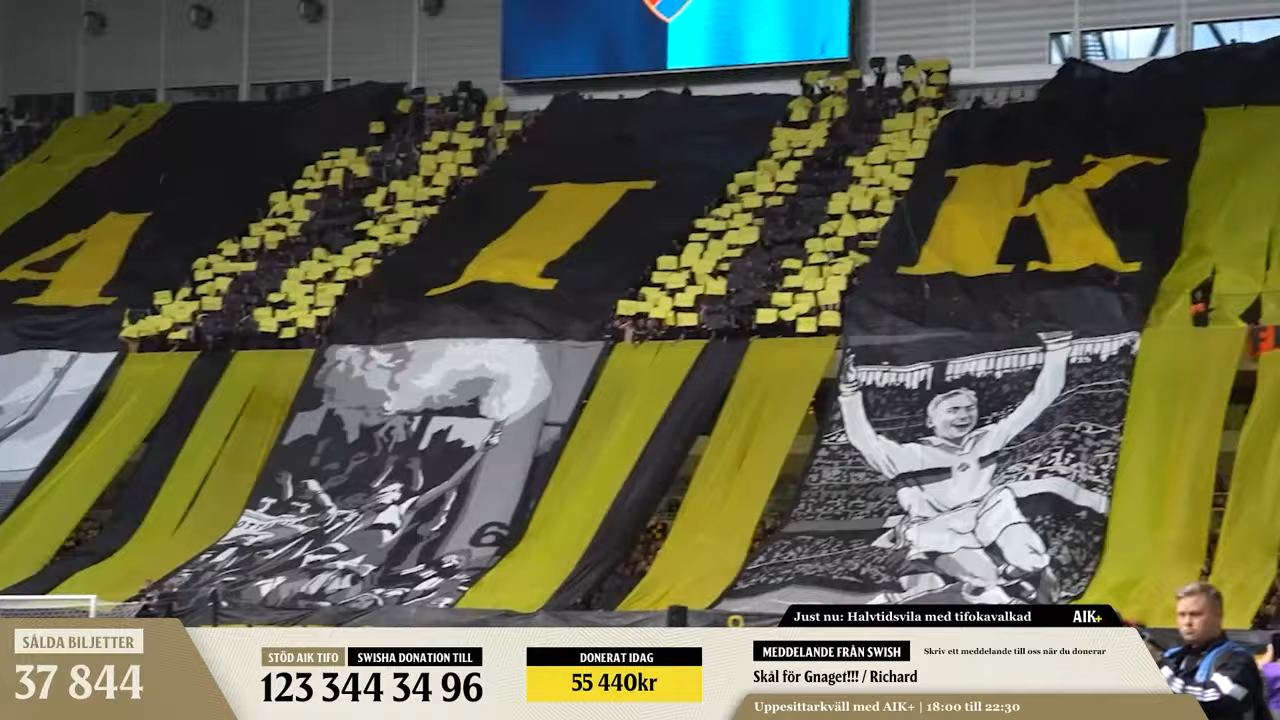 A I K
6
SÅLDA BILJETTER
37 844
STÖD AIK TIFO
SWISHA DONATION TILL
123 344 34 96
DONERAT IDAG
55 440kr
Just nu: Halvtidsvila med tifokavalkad
AIK+
MEDDELANDE FRÅN SWISH
Skriv ett meddelande till oss när du donerar
Skål för Gnaget!!! / Richard
Uppesittarkväll med AIK+ | 18:00 till 22:30